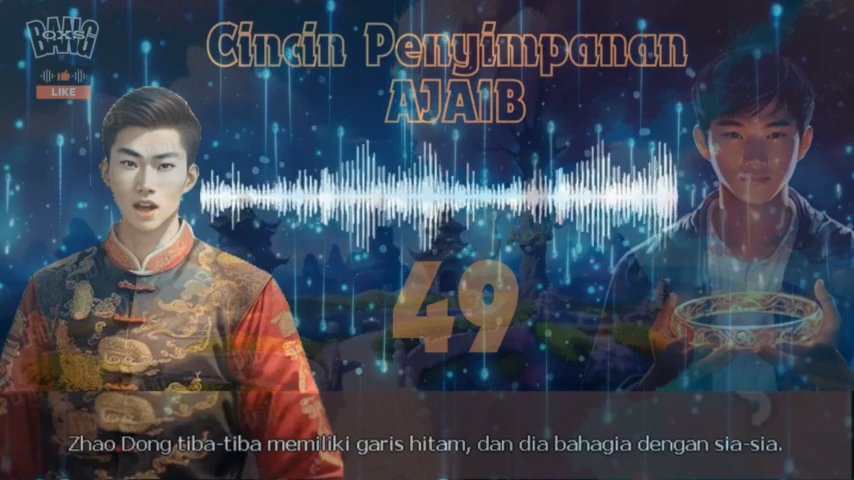 BANG
OXS
LIKE
Cincin Penyimpanan
AJAIB
49
Zhao Dong tiba-tiba memiliki garis hitam, dan dia bahagia dengan sia-sia.